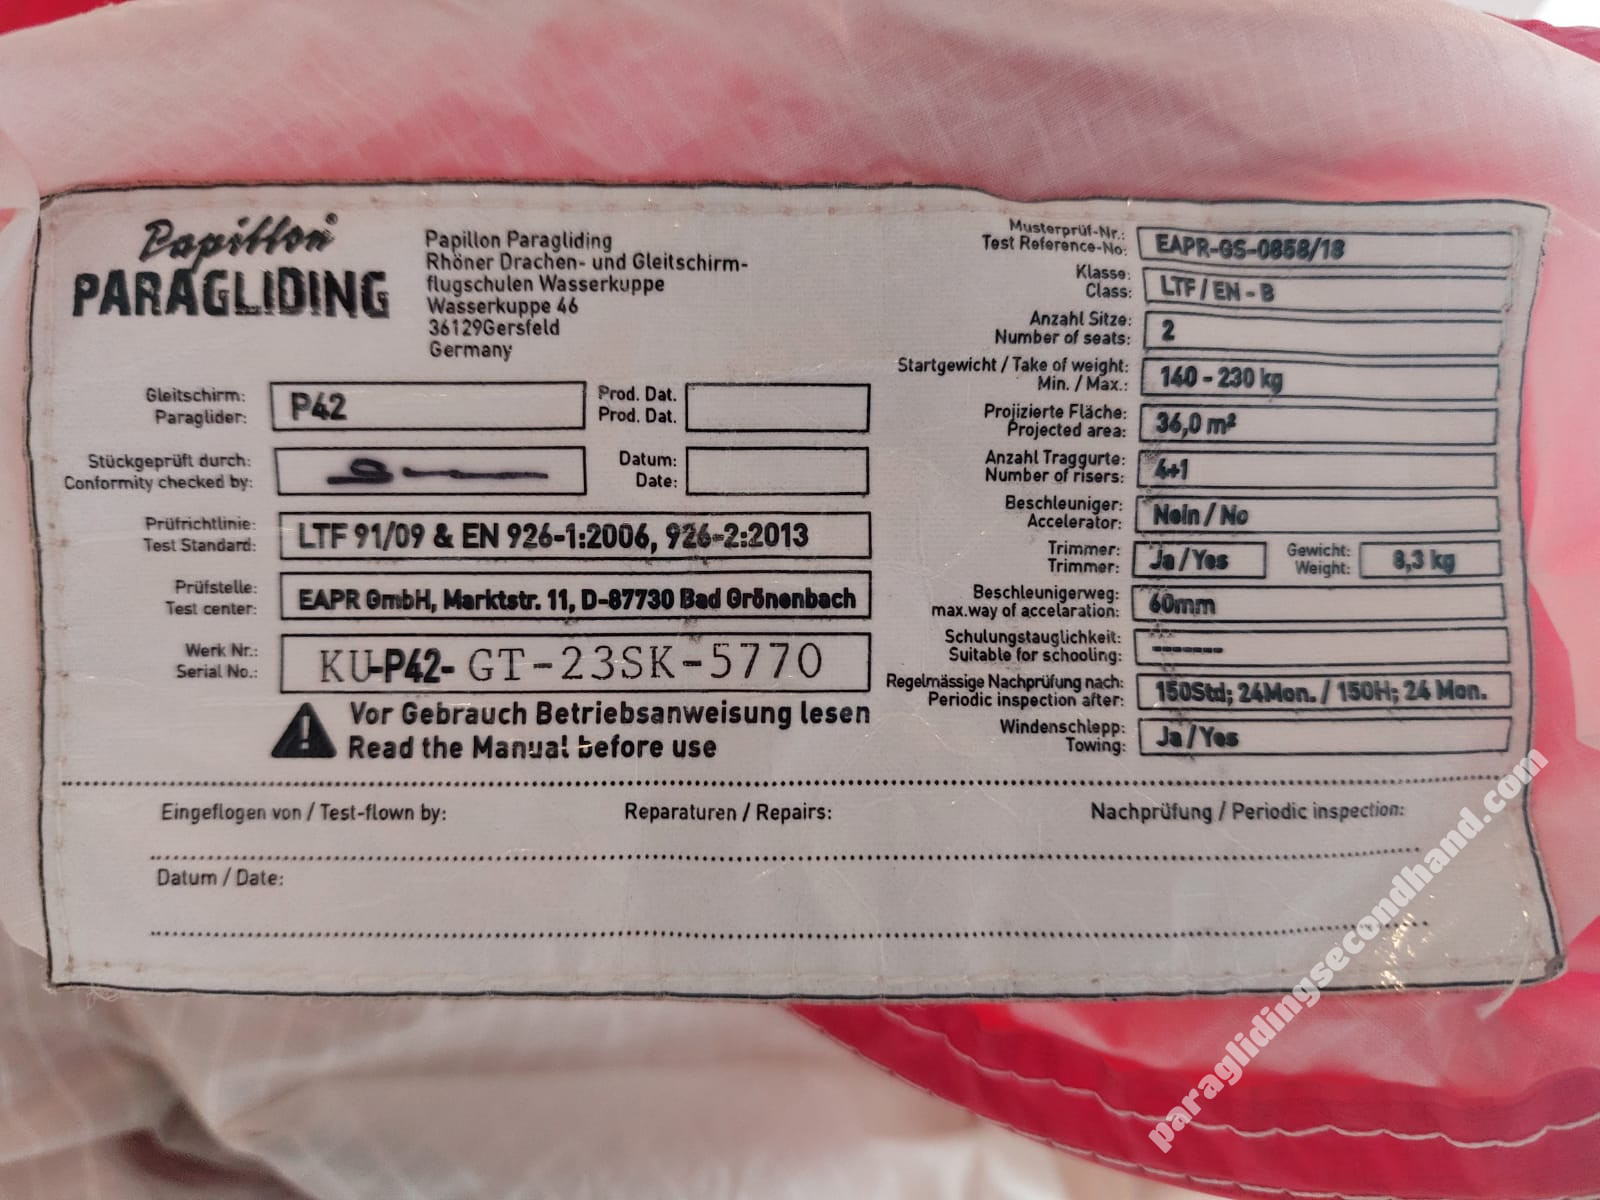 Papillon®
PARAGLIDING
Papillon Paragliding
Rhöner Drachen- und Gleitschirm-
flugschulen Wasserkuppe
Wasserkuppe 46
36129Gersfeld
Germany
Gleitschirm:
Paraglider:
P42
Prod. Dat.
Prod. Dat.
Stückgeprüft durch:
Conformity checked by:
Datum:
Date:
Prüfrichtlinie:
Test Standard:
LTF 91/09 & EN 926-1:2006, 926-2:2013
Prüfstelle:
Test center:
EAPR GmbH, Marktstr. 11, D-87730 Bad Grönenbach
Werk Nr.:
Serial No.:
KU-P42- GT-23SK-5770
Vor Gebrauch Betriebsanweisung lesen
Read the Manual before use
Musterprüf-Nr.:
Test Reference-No:
EAPR-GS-0858/18
Klasse:
Class:
LTF / EN - B
Anzahl Sitze:
Number of seats:
2
Startgewicht / Take of weight:
Min. / Max.:
140 - 230 kg
Projizierte Fläche:
Projected area:
36,0 m²
Anzahl Traggurte:
Number of risers:
4+1
Beschleuniger:
Accelerator:
Nein / No
Trimmer:
Trimmer:
Ja / Yes
Gewicht:
Weight:
8,3 kg
Beschleunigerweg:
max.way of accelaration:
60mm
Schulungstauglichkeit:
Suitable for schooling:
-------
Regelmässige Nachprüfung nach:
Periodic inspection after:
150Std; 24Mon. / 150H; 24 Mon.
Windenschlepp:
Towing:
Ja / Yes
Eingeflogen von / Test-flown by:
Reparaturen / Repairs:
Nachprüfung / Periodic inspection:
Datum / Date:
paraglidingsecondhand.com